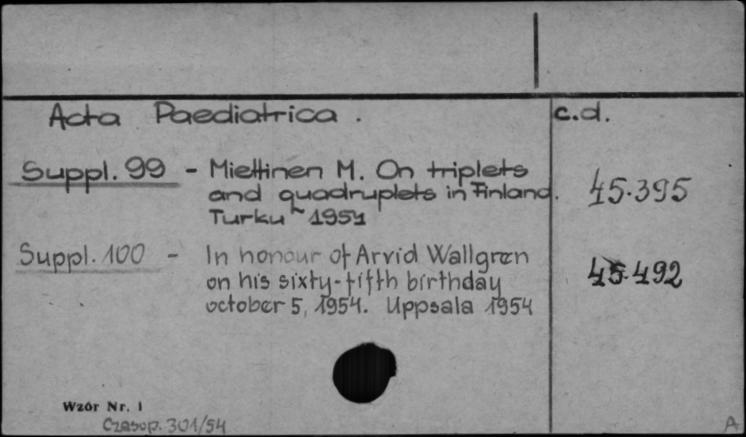 Acta Paediatrica. c.d.
Suppl. 99 - Miettinen M. On triplets
and quadruplets in Finland.
Turku 1954
45.395
Suppl. 100 - In honour of Arvid Wallgren
on his sixty-fifth birthday
october 5, 1954. Uppsala 1954
45.492
Wzór Nr. 1
Czasop. 301/54
A